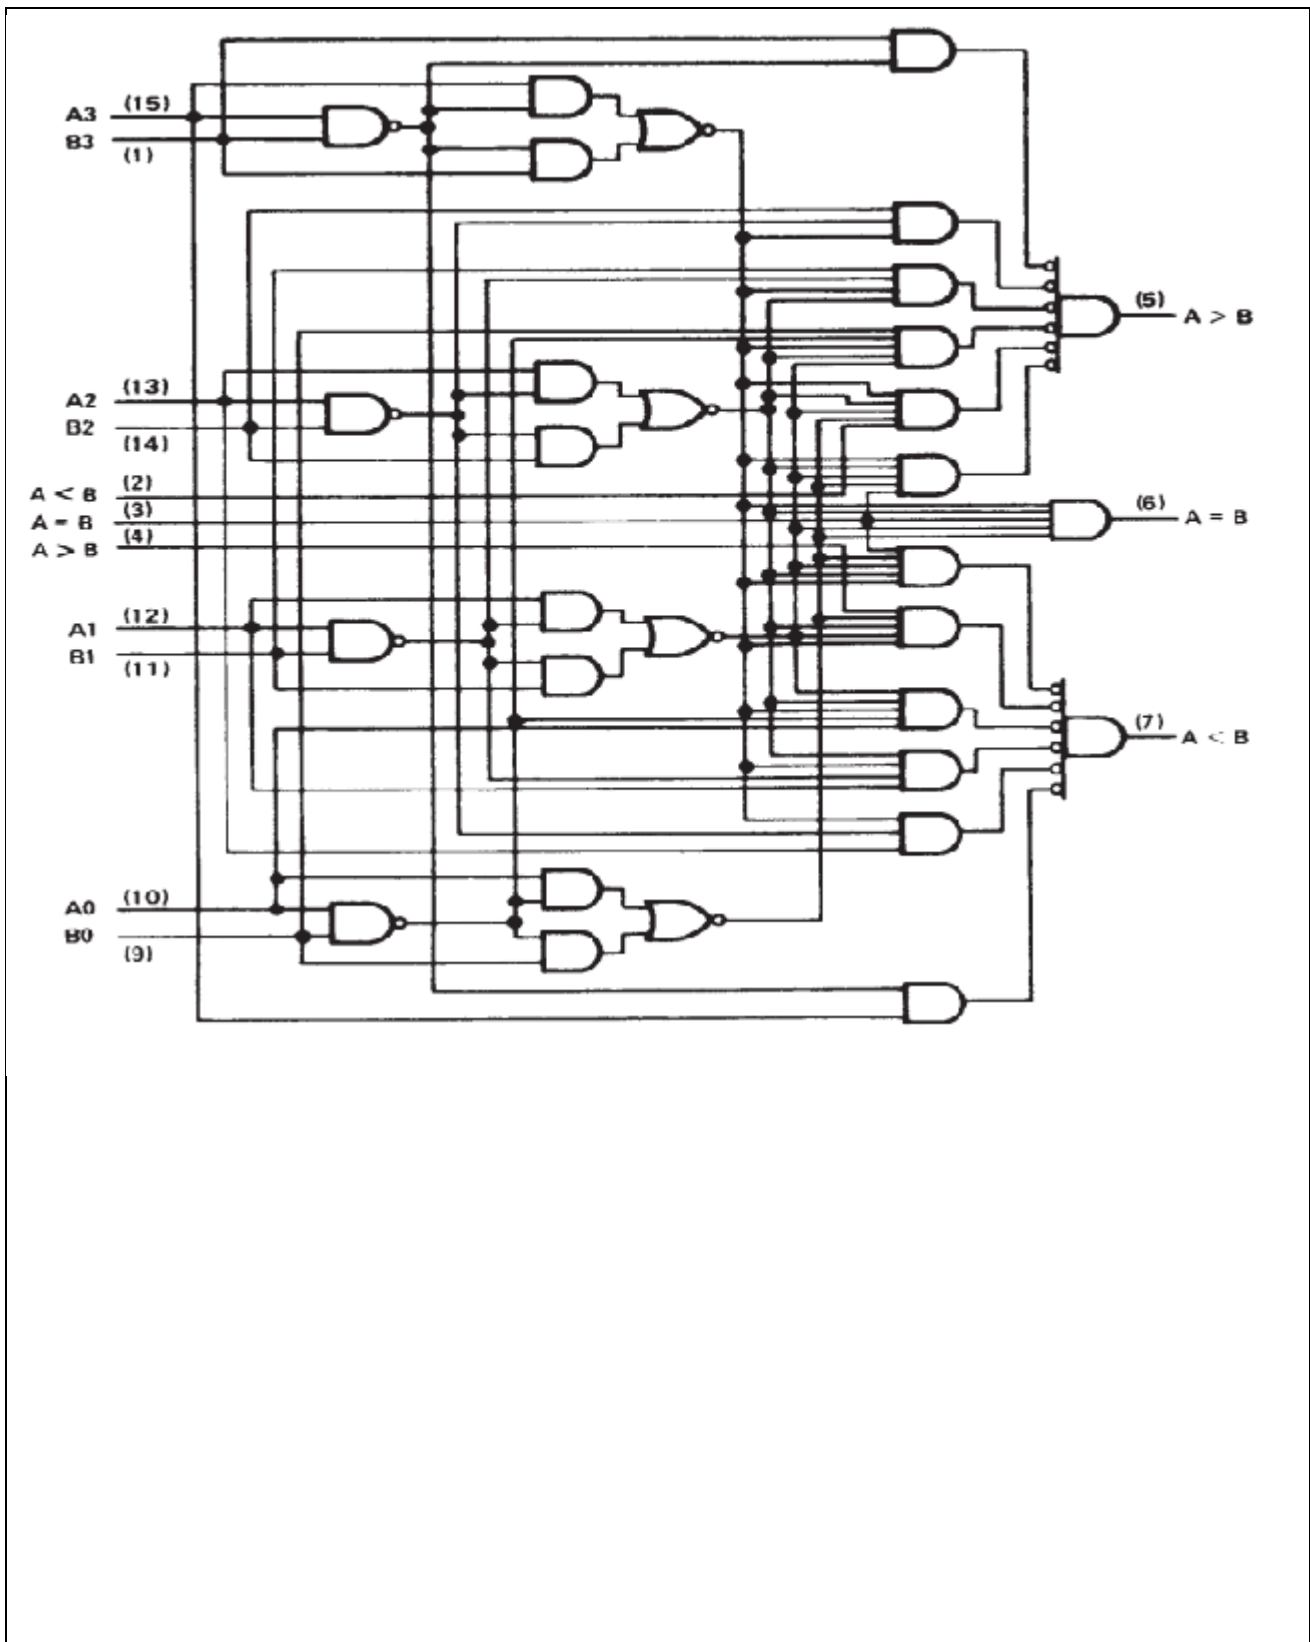 A3 (15)
B3 (1)
(5) A > B
A2 (13)
B2 (14)
A < B (2)
A = B (3)
A > B (4)
(6) A = B
A1 (12)
B1 (11)
(7) A < B
A0 (10)
B0 (9)